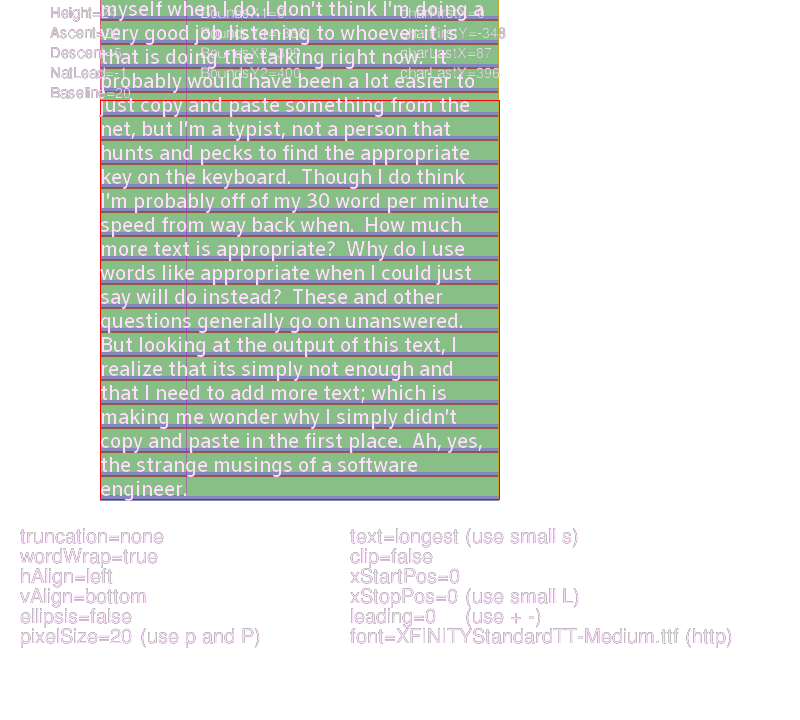 myself when I do. I don't think I'm doing a
very good job listening to whoever it is
that is doing the talking right now. It
probably would have been a lot easier to
just copy and paste something from the
net, but I'm a typist, not a person that
hunts and pecks to find the appropriate
key on the keyboard.  Though I do think
I'm probably off of my 30 word per minute
speed from way back when.  How much
more text is appropriate?  Why do I use
words like appropriate when I could just
say will do instead?  These and other
questions generally go on unanswered.
But looking at the output of this text, I
realize that its simply not enough and
that I need to add more text; which is
making me wonder why I simply didn't
copy and paste in the first place.  Ah, yes,
the strange musings of a software
engineer.
Ascent=
Descent=5
NatLead=-1
Baseline=20
BoundsY2=400
charLastX=87
charLastY=396
truncation=none
wordWrap=true
hAlign=left
vAlign=bottom
ellipsis=false
pixelSize=20 (use p and P)
text=longest (use small s)
clip=false
xStartPos=0
xStopPos=0 (use small L)
leading=0 (use + -)
font=XFINITYStandardTT-Medium.ttf (http)